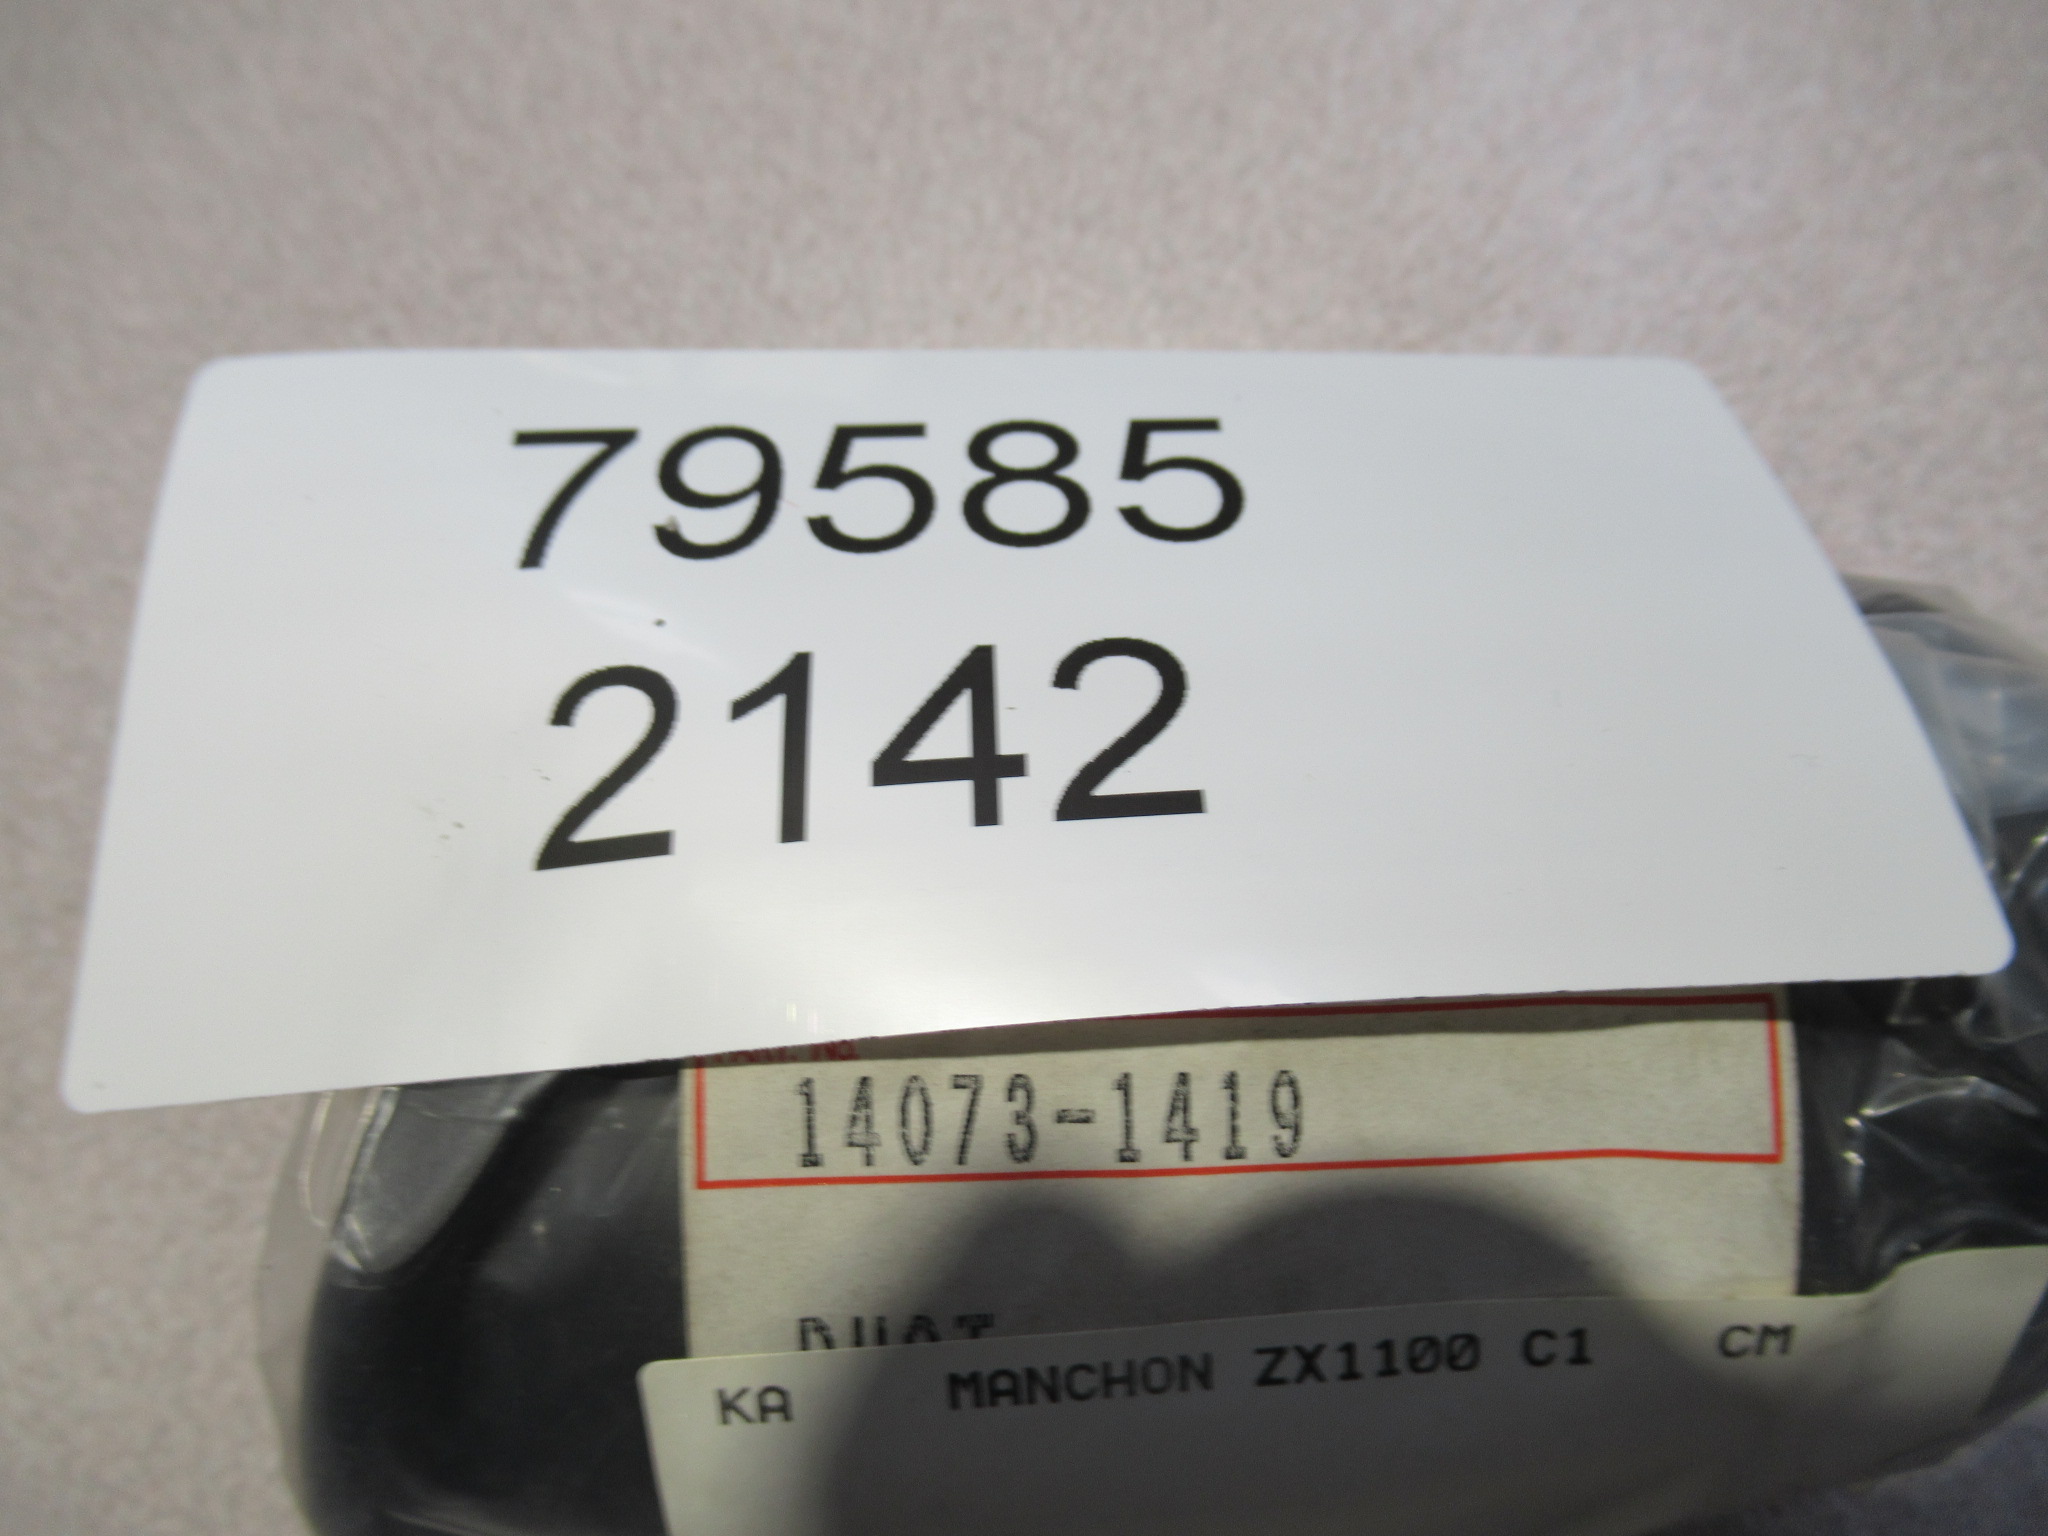 79585
2142
14073-1419
KA MANCHON ZX1100 C1 CM